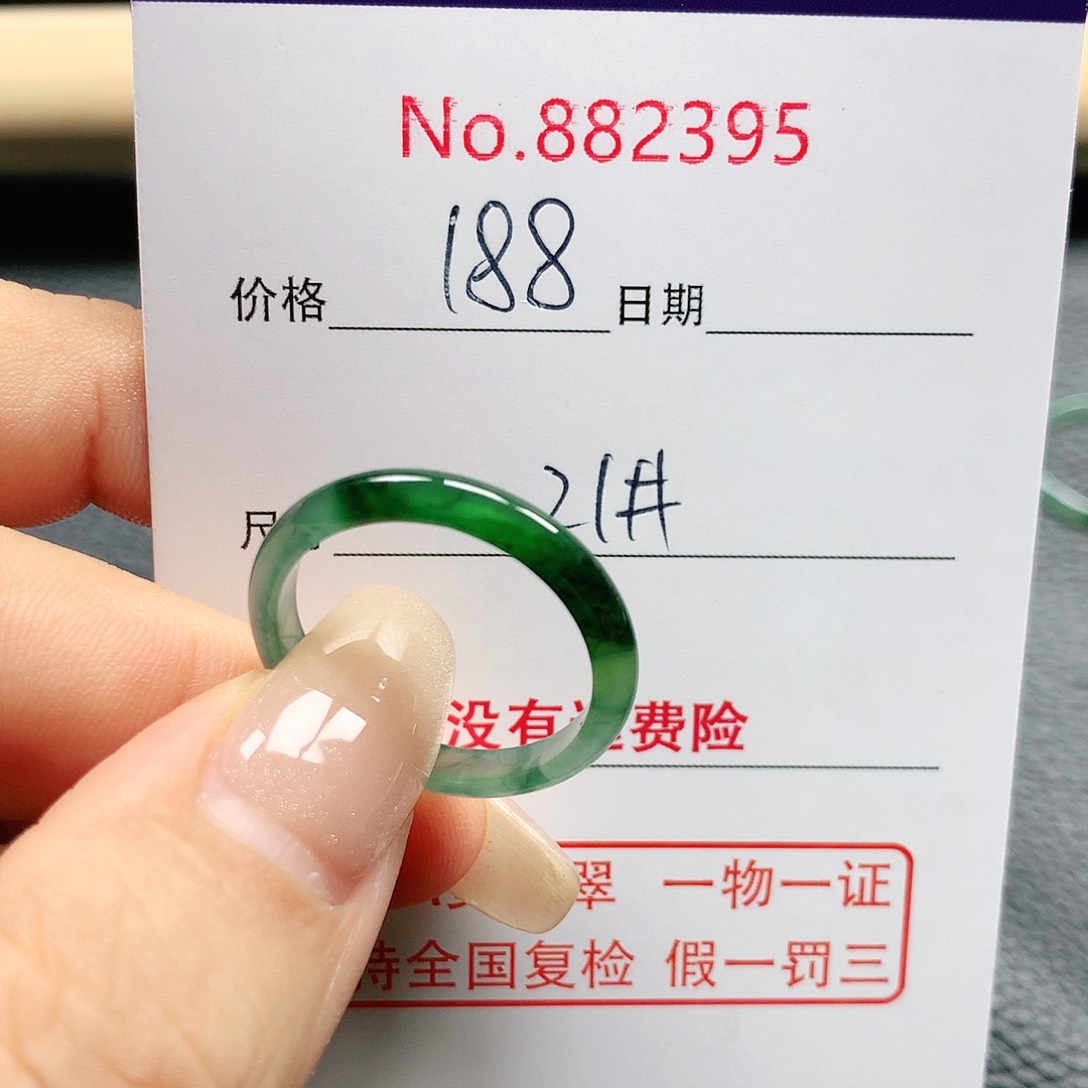 No.882395
价格 188 日期
尺 21#
没有 费险
翠 一物一证
持全国复检 假一罚三